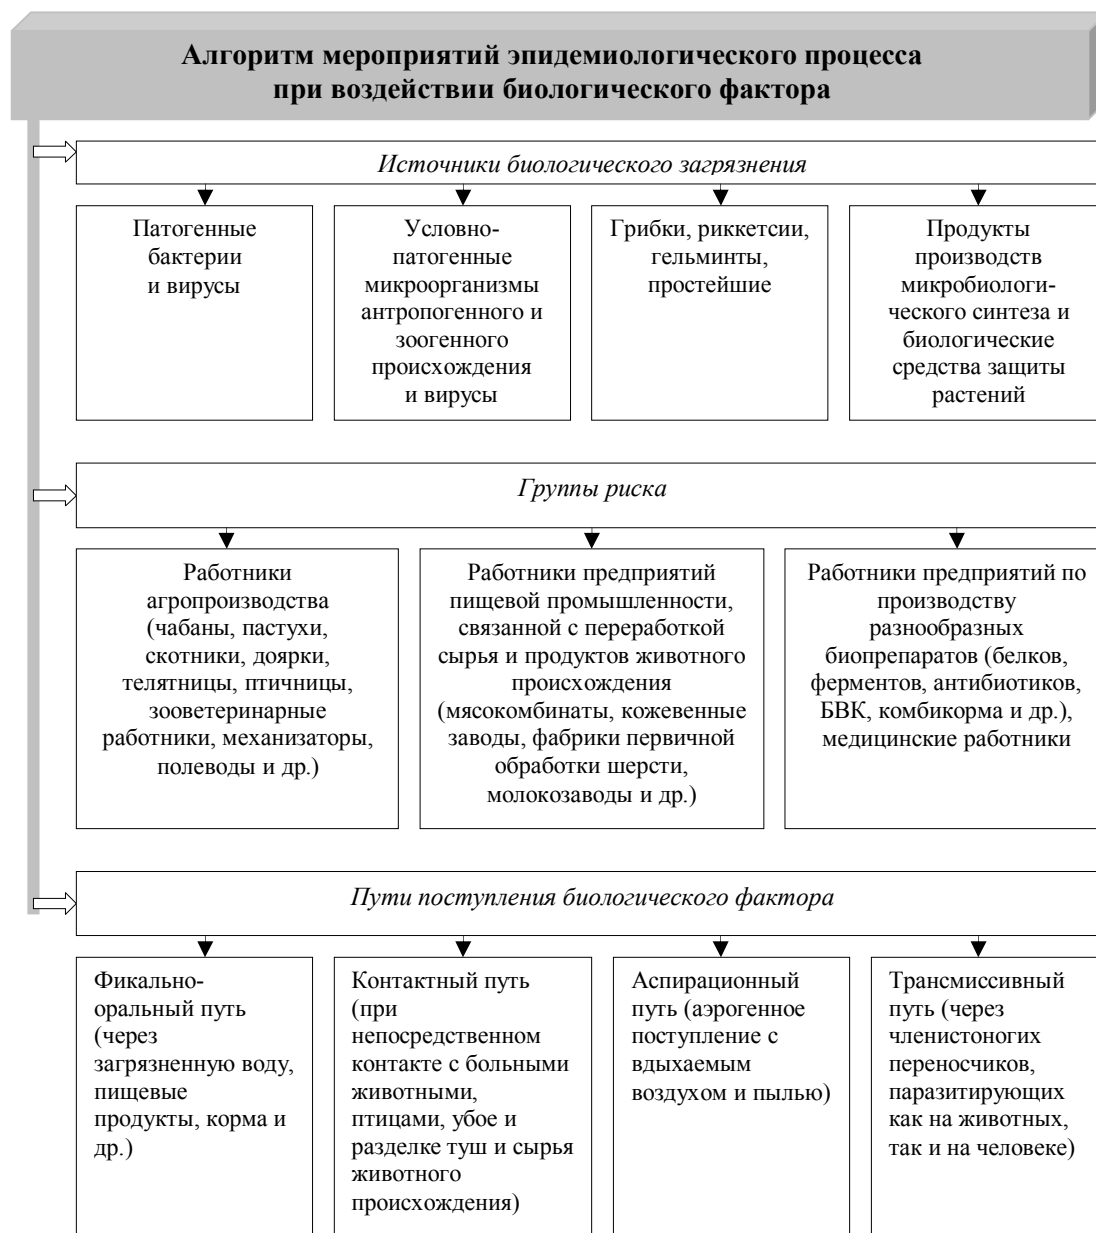 Алгоритм мероприятий эпидемиологического процесса
при воздействии биологического фактора
Источники биологического загрязнения
Патогенные
бактерии
и вирусы
Условно-
патогенные
микроорганизмы
антропогенного и
зоогенного
происхождения
и вирусы
Грибки, риккетсии,
гельминты,
простейшие
Продукты
производств
микробиологи-
ческого синтеза и
биологические
средства защиты
растений
Группы риска
Работники
агропроизводства
(чабаны, пастухи,
скотники, доярки,
телятницы, птичницы,
зооветеринарные
работники, механизаторы,
полеводы и др.)
Работники предприятий
пищевой промышленности,
связанной с переработкой
сырья и продуктов животного
происхождения
(мясокомбинаты, кожевенные
заводы, фабрики первичной
обработки шерсти,
молокозаводы и др.)
Работники предприятий по
производству
разнообразных
биопрепаратов (белков,
ферментов, антибиотиков,
БВК, комбикорма и др.),
медицинские работники
Пути поступления биологического фактора
Фикально-
оральный путь
(через
загрязненную воду,
пищевые
продукты, корма и
др.)
Контактный путь
(при
непосредственном
контакте с больными
животными,
птицами, убое и
разделке туш и сырья
животного
происхождения)
Аспирационный
путь (аэрогенное
поступление с
вдыхаемым
воздухом и пылью)
Трансмиссивный
путь (через
членистоногих
переносчиков,
паразитирующих
как на животных,
так и на человеке)